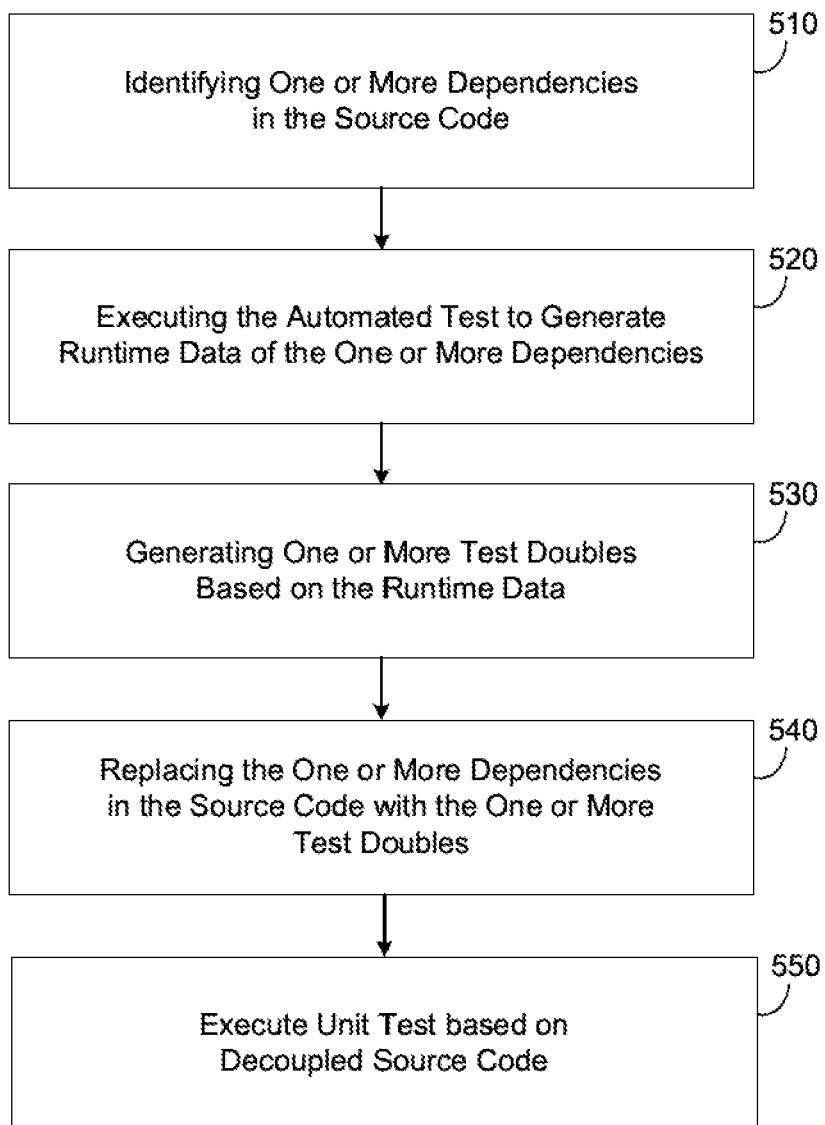 510
Identifying One or More Dependencies
in the Source Code
520
Executing the Automated Test to Generate
Runtime Data of the One or More Dependencies
530
Generating One or More Test Doubles
Based on the Runtime Data
540
Replacing the One or More Dependencies
in the Source Code with the One or More
Test Doubles
550
Execute Unit Test based on
Decoupled Source Code